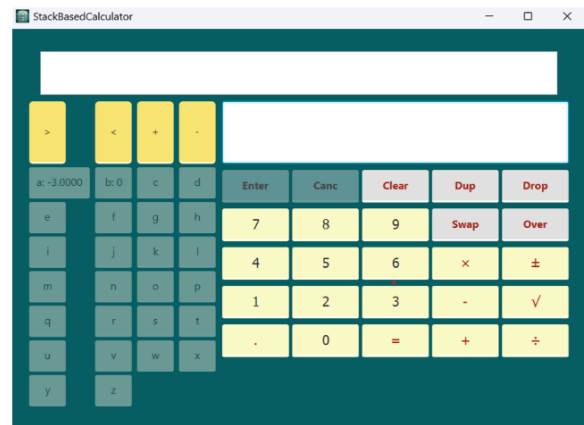 StackBasedCalculator
> < + -
a: -3.0000 b: 0 c d Enter Canc Clear Dup Drop
e f g h 7 8 9 Swap Over
i j k l 4 5 6 × ±
m n o p 1 2 3 - √
q r s t . 0 = + ÷
u v w x
y z